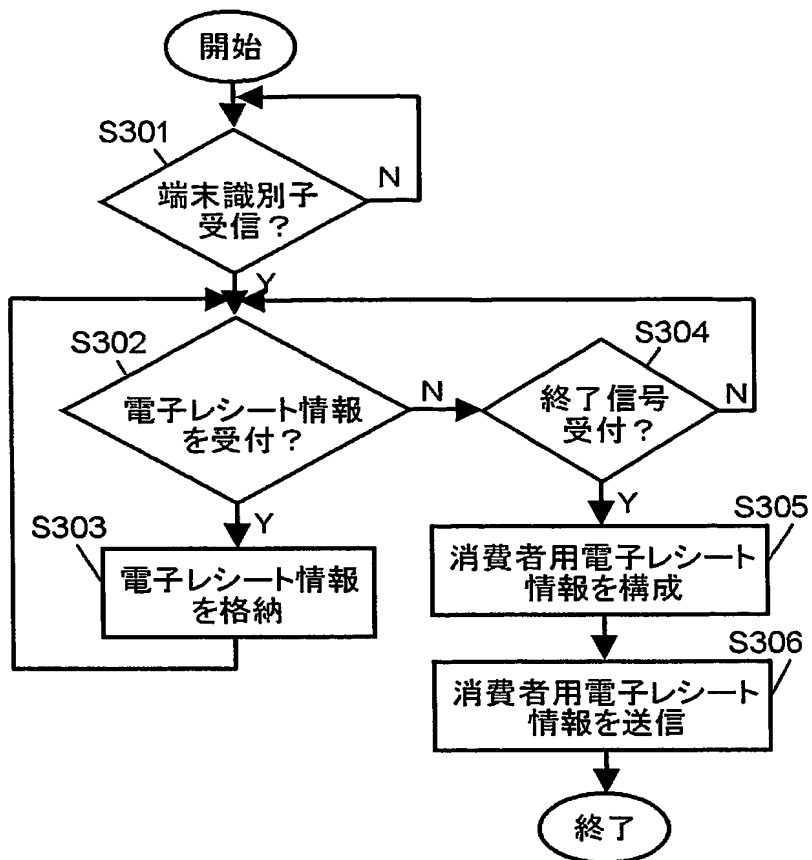 開始
S301
端末識別子
受信？
N
Y
S302
電子レシート情報
を受付？
N
S304
終了信号
受付？
N
Y
S303
電子レシート情報
を格納
Y
S305
消費者用電子レシート
情報を構成
S306
消費者用電子レシート
情報を送信
終了